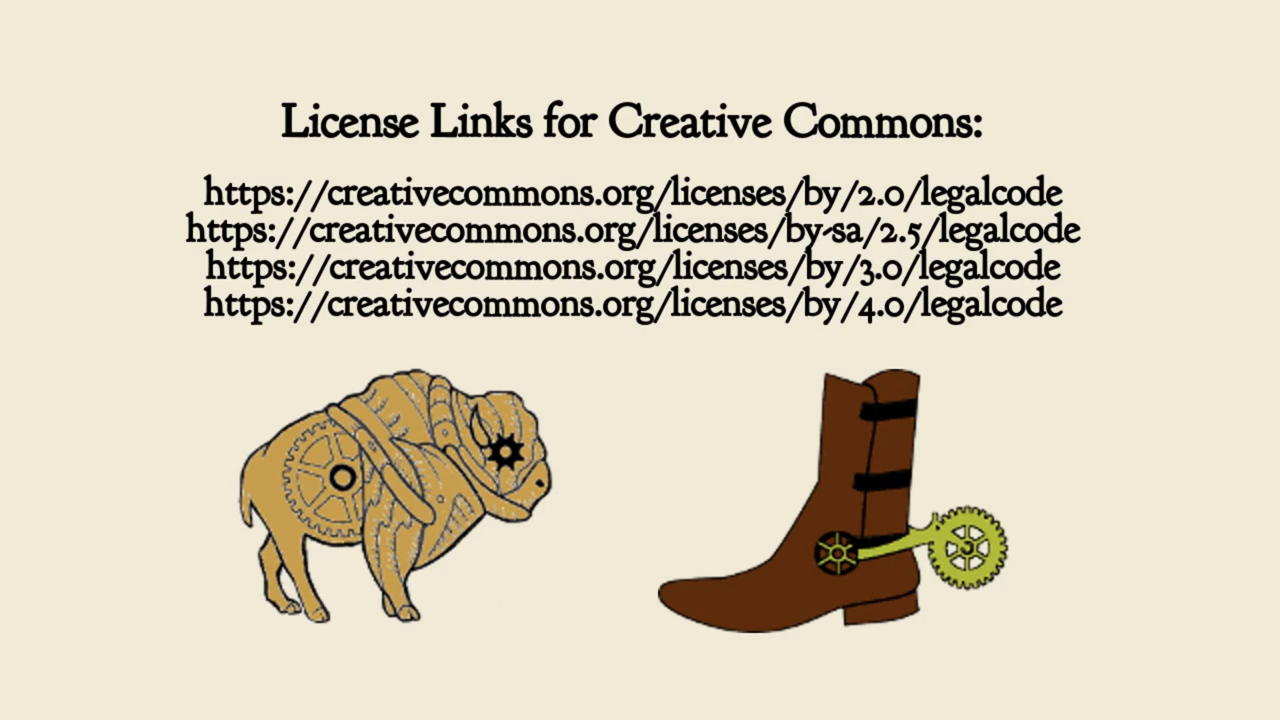 License Links for Creative Commons:
https://creativecommons.org/licenses/by/2.0/legalcode
https://creativecommons.org/licenses/by-sa/2.5/legalcode
https://creativecommons.org/licenses/by/3.0/legalcode
https://creativecommons.org/licenses/by/4.0/legalcode